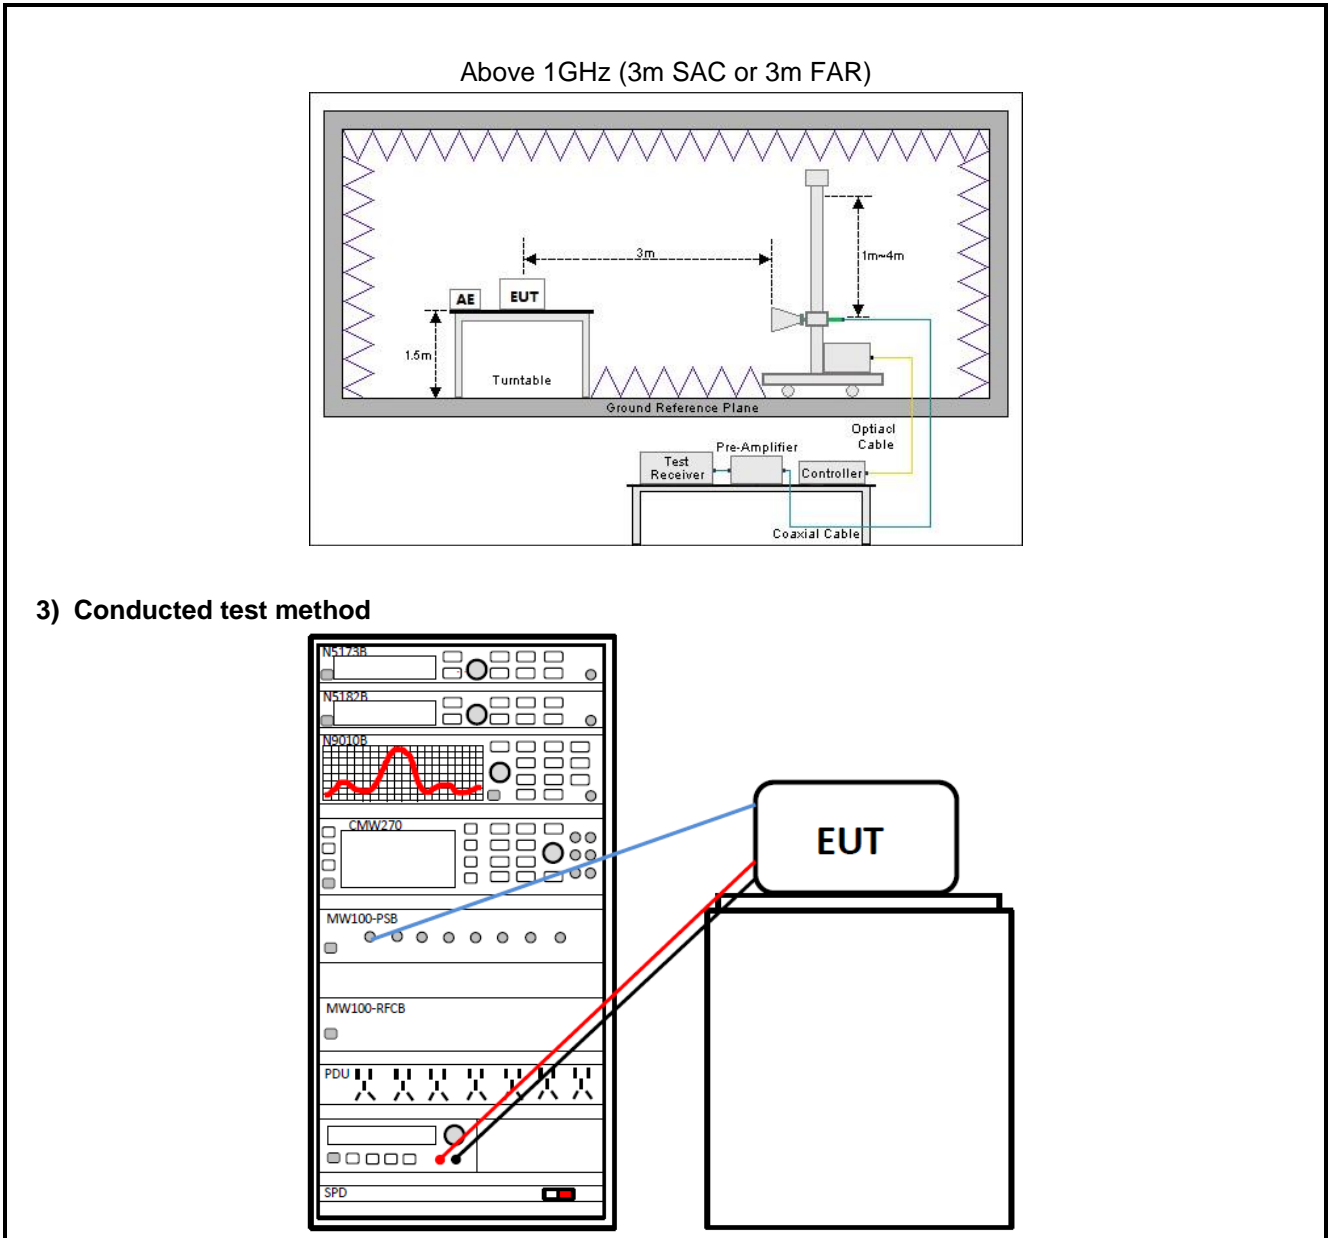 Above 1GHz (3m SAC or 3m FAR)
3m
1m~4m
AE
EUT
1.5m
Turntable
Ground Reference Plane
Optiacl
Cable
Pre-Amplifier
Test
Receiver
Controller
Coaxial Cable
3) Conducted test method
N5173B
N5182B
N9010B
CMW270
EUT
MW100-PSB
MW100-RFCB
PDU
SPD